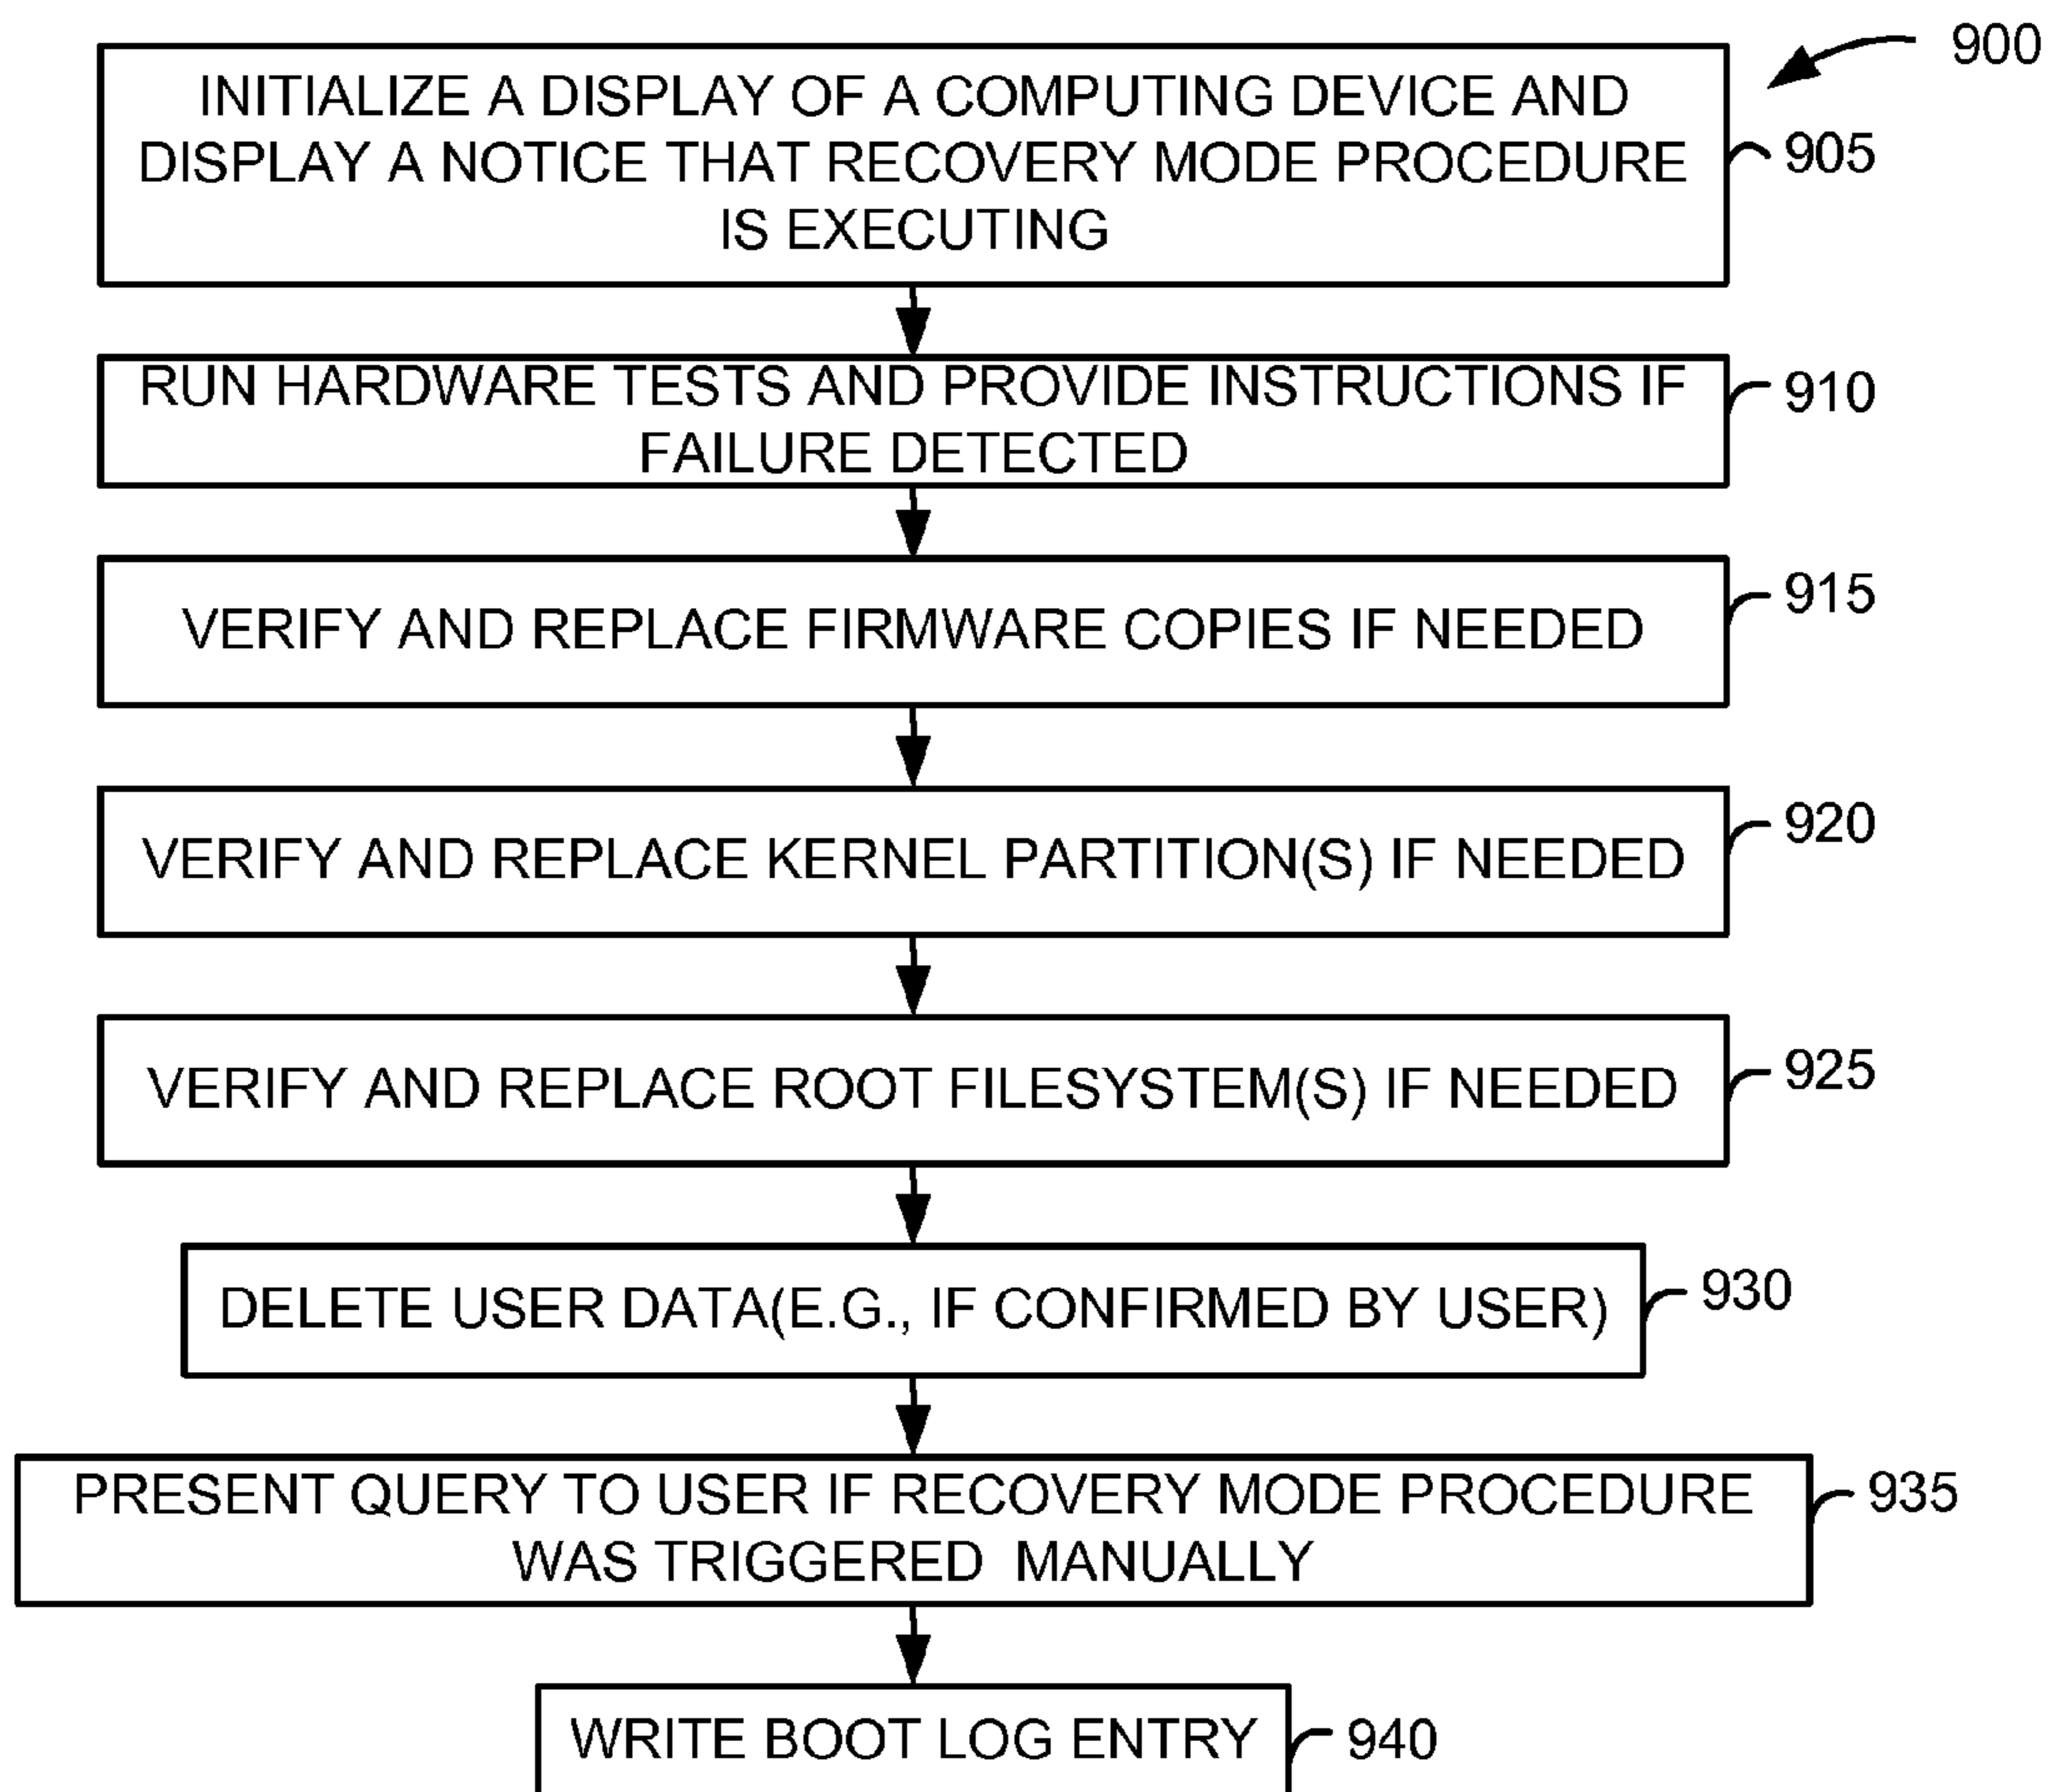 900
INITIALIZE A DISPLAY OF A COMPUTING DEVICE AND
DISPLAY A NOTICE THAT RECOVERY MODE PROCEDURE
IS EXECUTING
905
RUN HARDWARE TESTS AND PROVIDE INSTRUCTIONS IF
FAILURE DETECTED
910
VERIFY AND REPLACE FIRMWARE COPIES IF NEEDED
915
VERIFY AND REPLACE KERNEL PARTITION(S) IF NEEDED
920
VERIFY AND REPLACE ROOT FILESYSTEM(S) IF NEEDED
925
DELETE USER DATA(E.G., IF CONFIRMED BY USER)
930
PRESENT QUERY TO USER IF RECOVERY MODE PROCEDURE
WAS TRIGGERED MANUALLY
935
WRITE BOOT LOG ENTRY
940